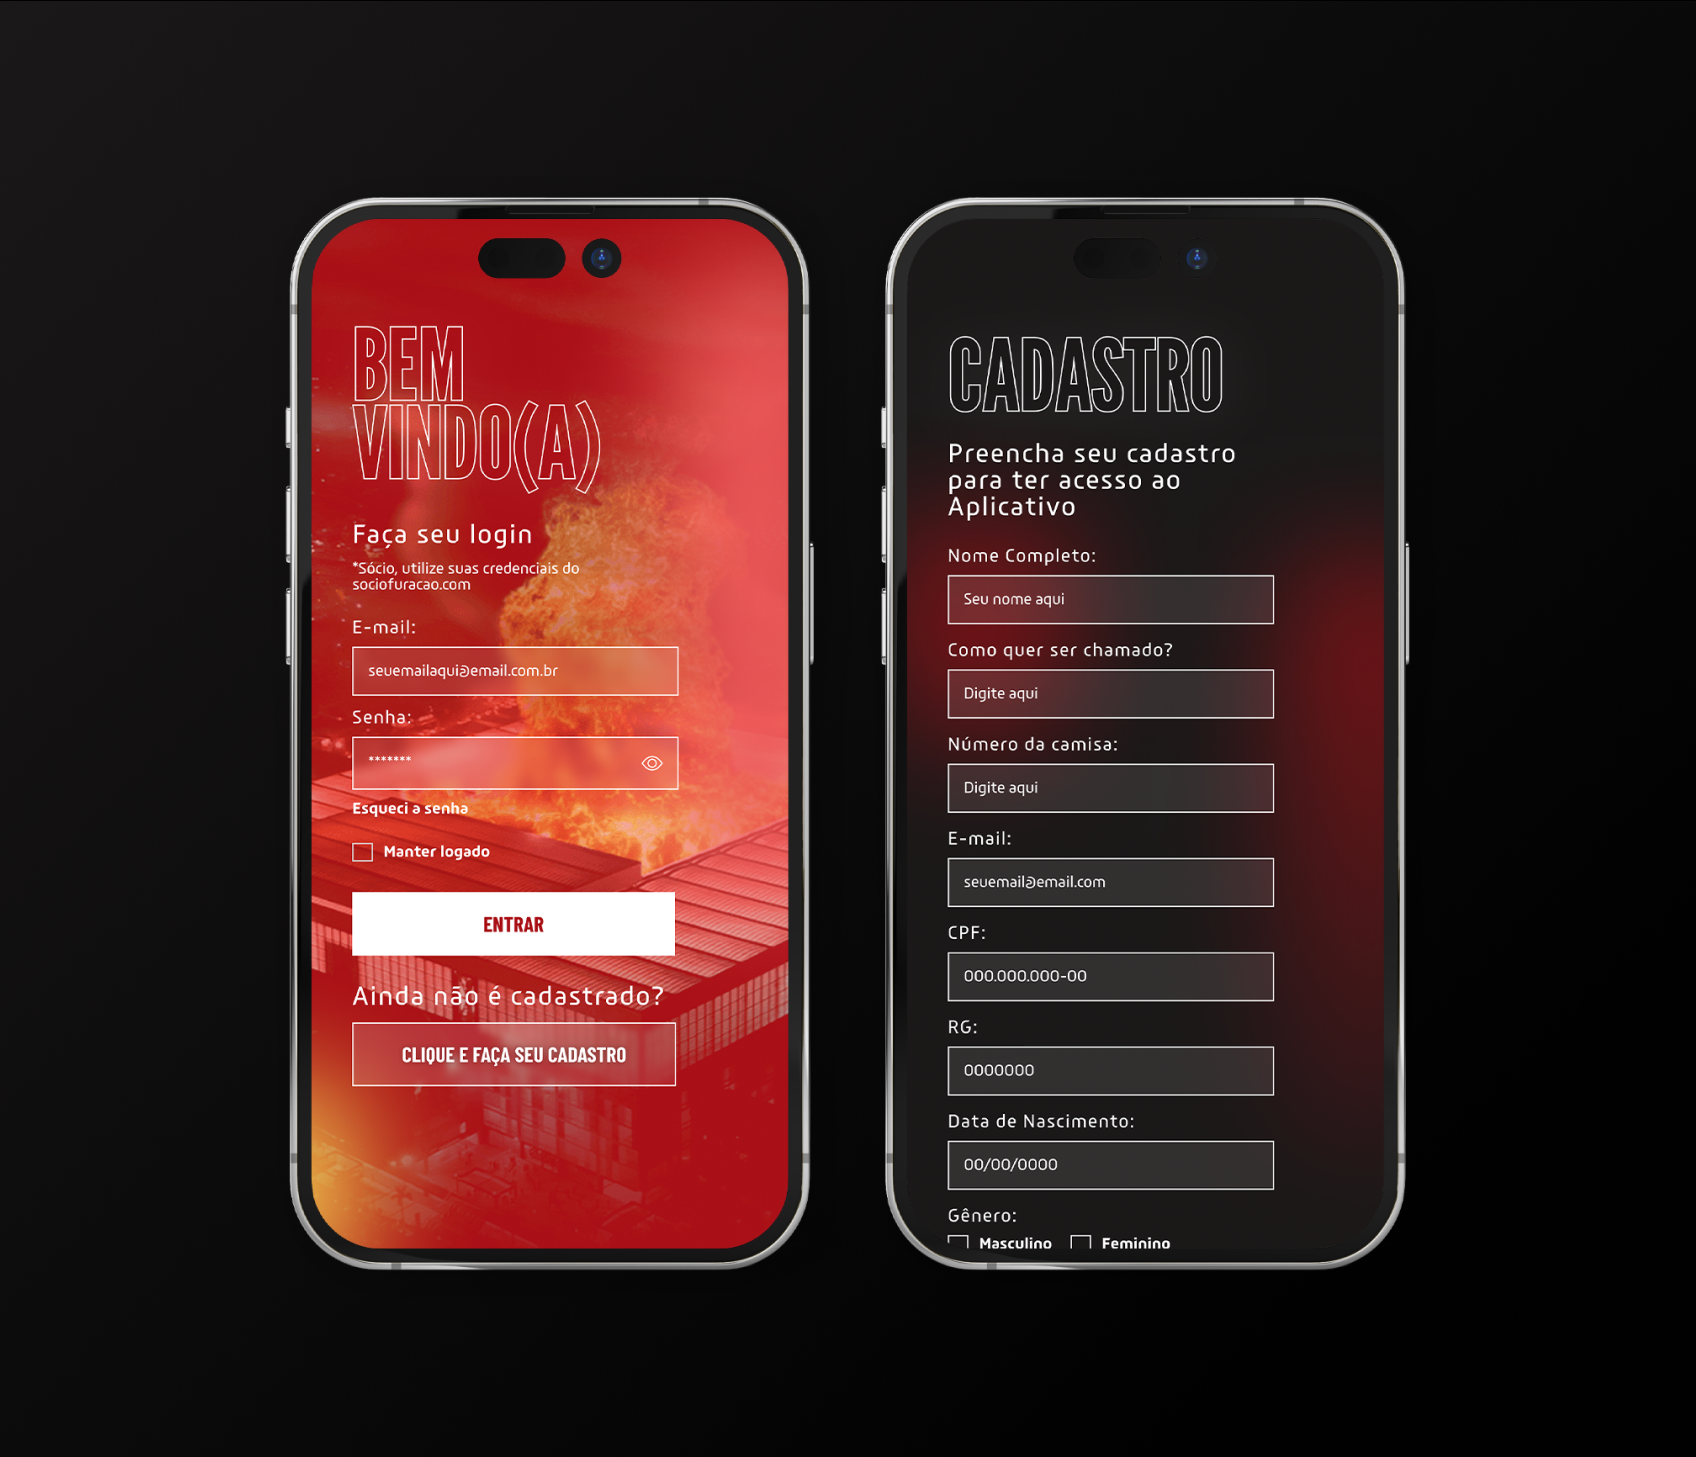 BEM
VINDO(A)
Faça seu login
*Sócio, utilize suas credenciais do
sociofuracao.com
E-mail:
seuemailaqui@email.com.br
Senha:
*******
Esqueci a senha
Manter logado
ENTRAR
Ainda não é cadastrado?
CLIQUE E FAÇA SEU CADASTRO
CADASTRO
Preencha seu cadastro
para ter acesso ao
Aplicativo
Nome Completo:
Seu nome aqui
Como quer ser chamado?
Digite aqui
Número da camisa:
Digite aqui
E-mail:
seuemail@email.com
CPF:
000.000.000-00
RG:
0000000
Data de Nascimento:
00/00/0000
Gênero:
Masculino Feminino